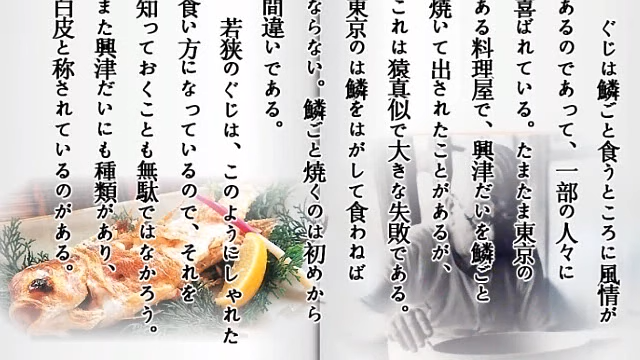 ぐじは鱗ごと食うところに風情が
あるのであって、一部の人々に
喜ばれている。たまたま東京の
ある料理屋で、興津だいを鱗ごと
焼いて出されたことがあるが、
これは猿真似で大きな失敗である。
東京のは鱗をはがして食わねば
ならない。鱗ごと焼くのは初めから
間違いである。
若狭のぐじは、このようにしゃれた
食い方になっているので、それを
知っておくことも無駄ではなかろう。
また興津だいにも種類があり、
白皮と称されているのがある。